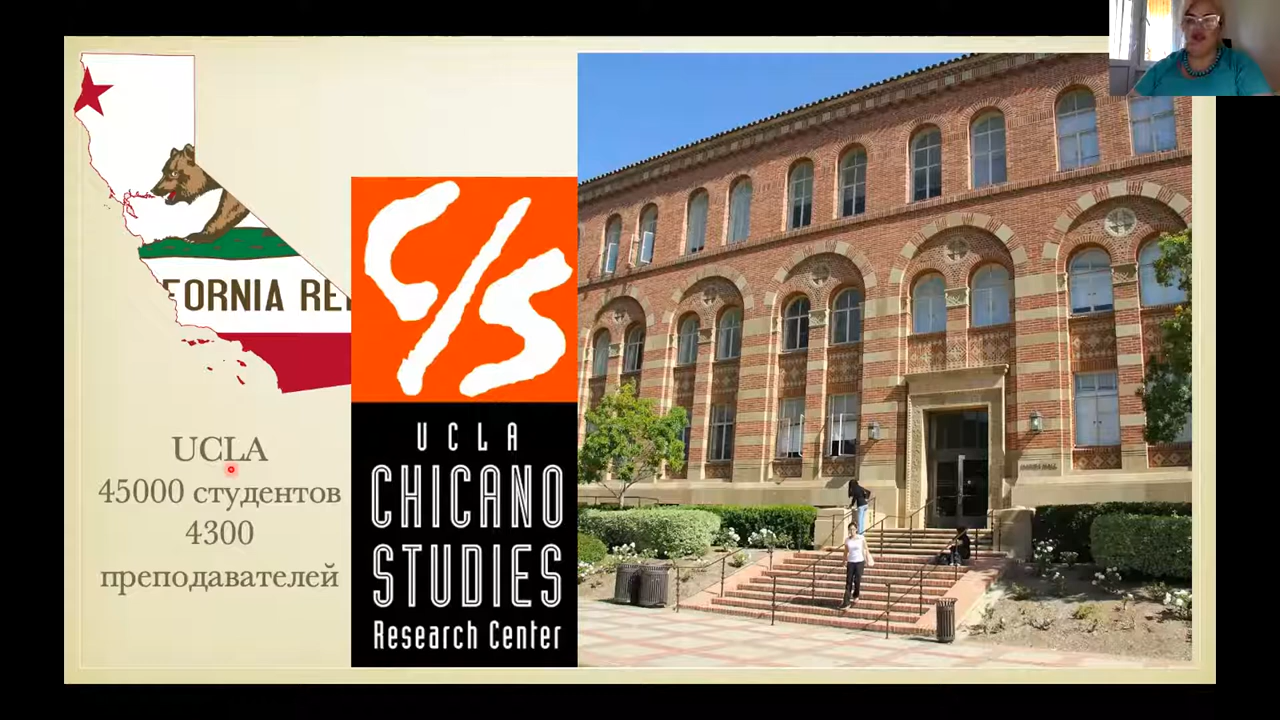 FORNIA RE
UCLA
45000 студентов
4300
преподавателей
C/S
UCLA
CHICANO
STUDIES
Research Center